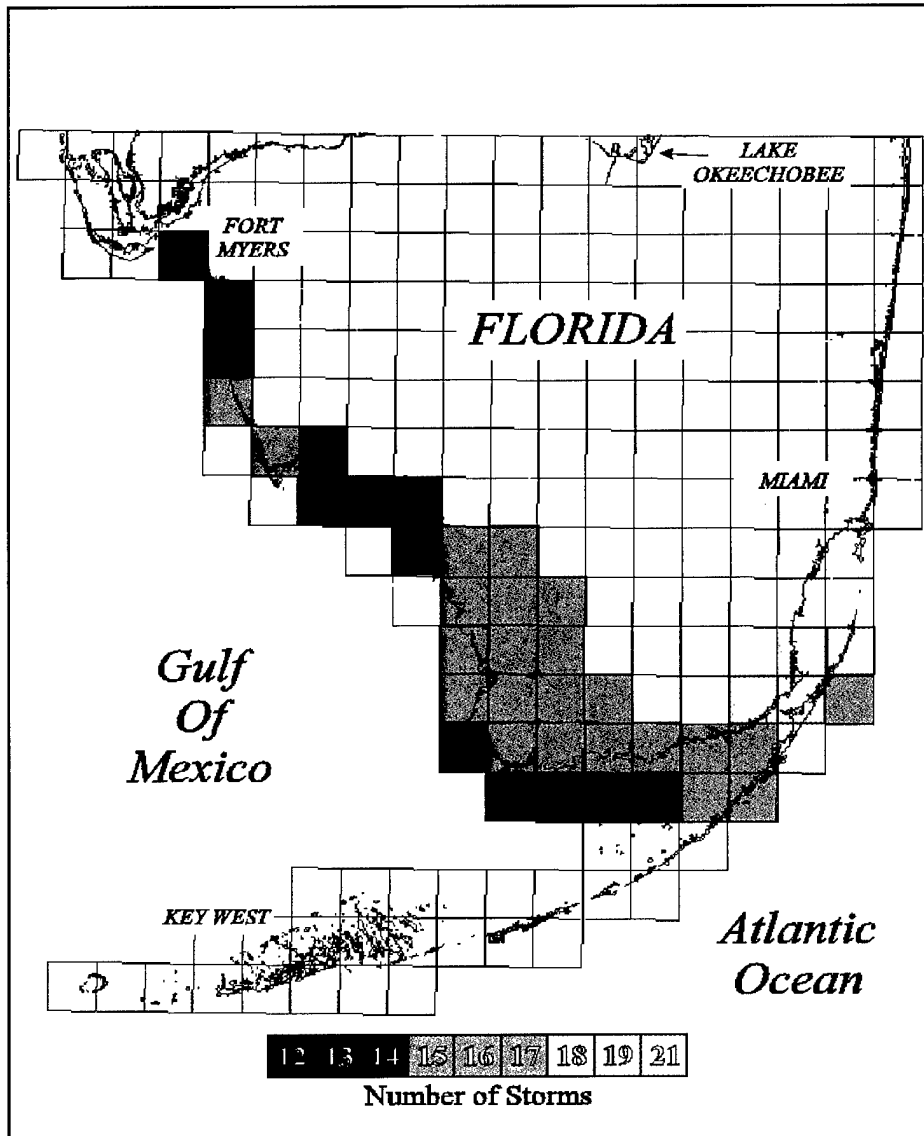 LAKE
OKEECHOBEE
FORT
MYERS
FLORIDA
MIAMI
Gulf
Of
Mexico
KEY WEST
Atlantic
Ocean
12 13 14 15 16 17 18 19 21
Number of Storms